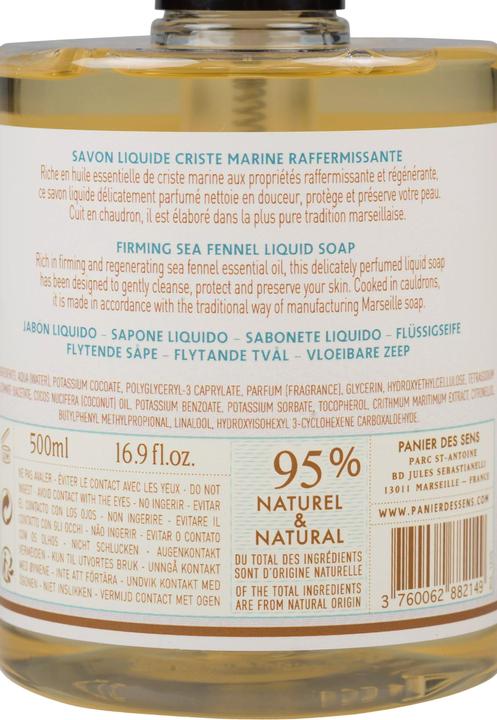 SAVON LIQUIDE CRISTE MARINE RAFFERMISSANTE
Riche en huile essentielle de criste marine aux propriétés raffermissante et régénérante,
ce savon liquide délicatement parfumé nettoie en douceur, protège et préserve votre peau.
Cuit en chaudron, il est élaboré dans la plus pure tradition marseillaise.
FIRMING SEA FENNEL LIQUID SOAP
Rich in firming and regenerating sea fennel essential oil, this delicately perfumed liquid soap
has been designed to gently cleanse, protect and preserve your skin. Cooked in cauldrons,
it is made in accordance with the traditional way of manufacturing Marseille soap.
JABÓN LIQUIDO – SAPONE LIQUIDO – SABONETE LIQUIDO – FLÜSSIGSEIFE
FLYTENDE SÅPE – FLYTANDE TVÅL – VLOEIBARE ZEEP
AQUA (WATER), POTASSIUM COCOATE, POLYGLYCERYL-3 CAPRYLATE, PARFUM (FRAGRANCE), GLYCERIN, HYDROXYETHYLCELLULOSE, TETRASODIUM
DIACETATE, COCOS NUCIFERA (COCONUT) OIL, POTASSIUM BENZOATE, POTASSIUM SORBATE, TOCOPHEROL, CRITHMUM MARITIMUM EXTRACT,
BUTYLPHENYL METHYLPROPIONAL, LINALOOL, HYDROXYISOHEXYL 3-CYCLOHEXENE CARBOXALDEHYDE.
500ml 16.9 fl.oz.
NE PAS AVALER - ÉVITER LE CONTACT AVEC LES YEUX - DO NOT
INGEST - AVOID CONTACT WITH THE EYES - NO INGERIR - EVITAR
CONTACTO CON LOS OJOS - NON INGERIRE - EVITARE IL
CONTATTO CON GLI OCCHI - NÃO INGERIR - EVITAR O CONTATO
COM OS OLHOS - NICHT SCHLUCKEN - AUGENKONTAKT
VERMEIDEN - KUN TIL UTVORTES BRUK - UNNGÅ KONTAKT
MED ØYNENE - INTE ATT FÖRTÄRA - UNDVIK KONTAKT MED
ÖGONEN - NIET INSLIKKEN - VERMIJD CONTACT MET OGEN
95%
NATUREL
&
NATURAL
DU TOTAL DES INGRÉDIENTS
SONT D'ORIGINE NATURELLE
OF THE TOTAL INGREDIENTS
ARE FROM NATURAL ORIGIN
PANIER DES SENS
PARC ST-ANTOINE
BD JULES SEBASTIANELLI
13011 MARSEILLE - FRANCE
WWW.PANIERDESSENS.COM
3 760062 882149